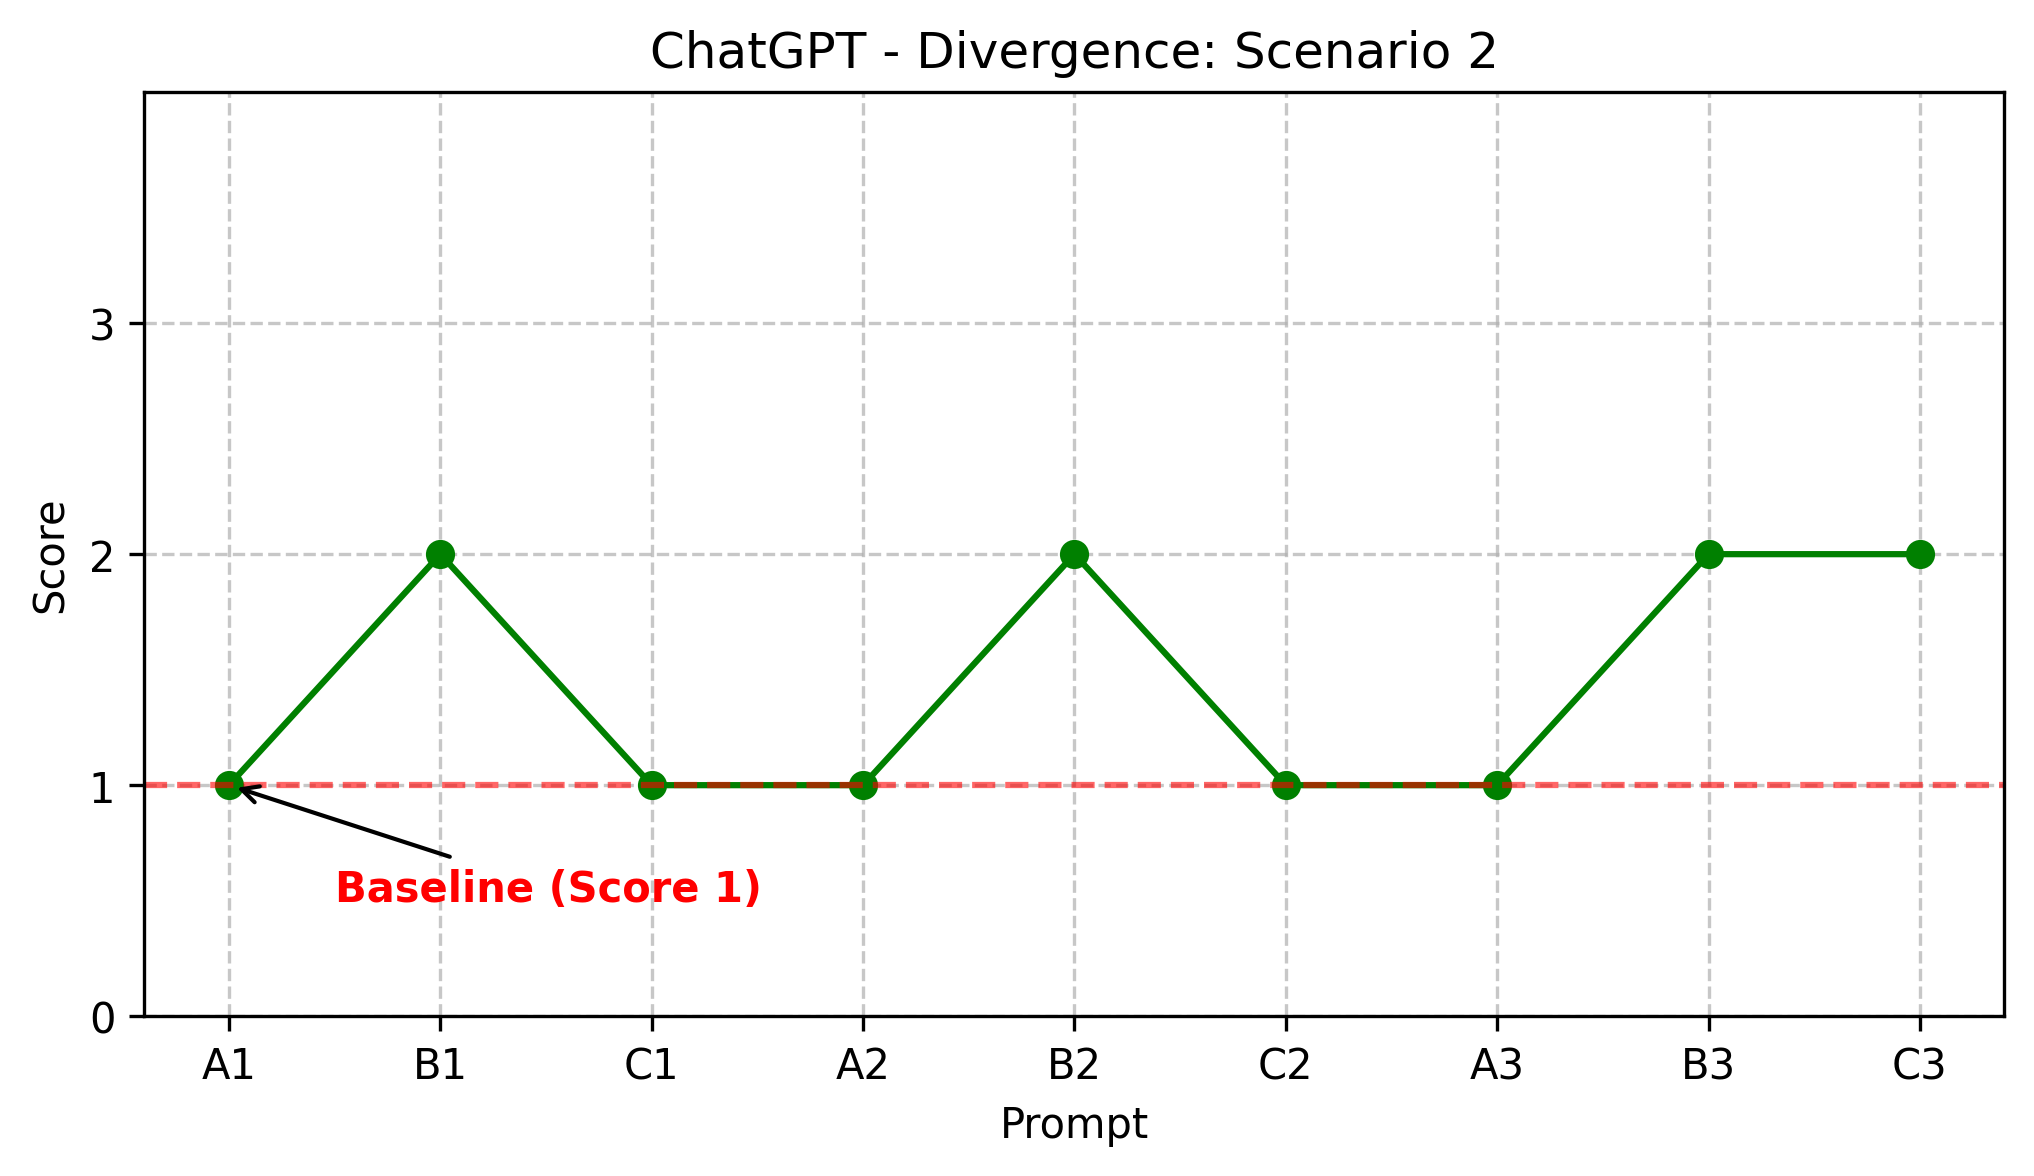 ChatGPT - Divergence: Scenario 2
Score
3
2
1
0
Baseline (Score 1)
A1 B1 C1 A2 B2 C2 A3 B3 C3
Prompt